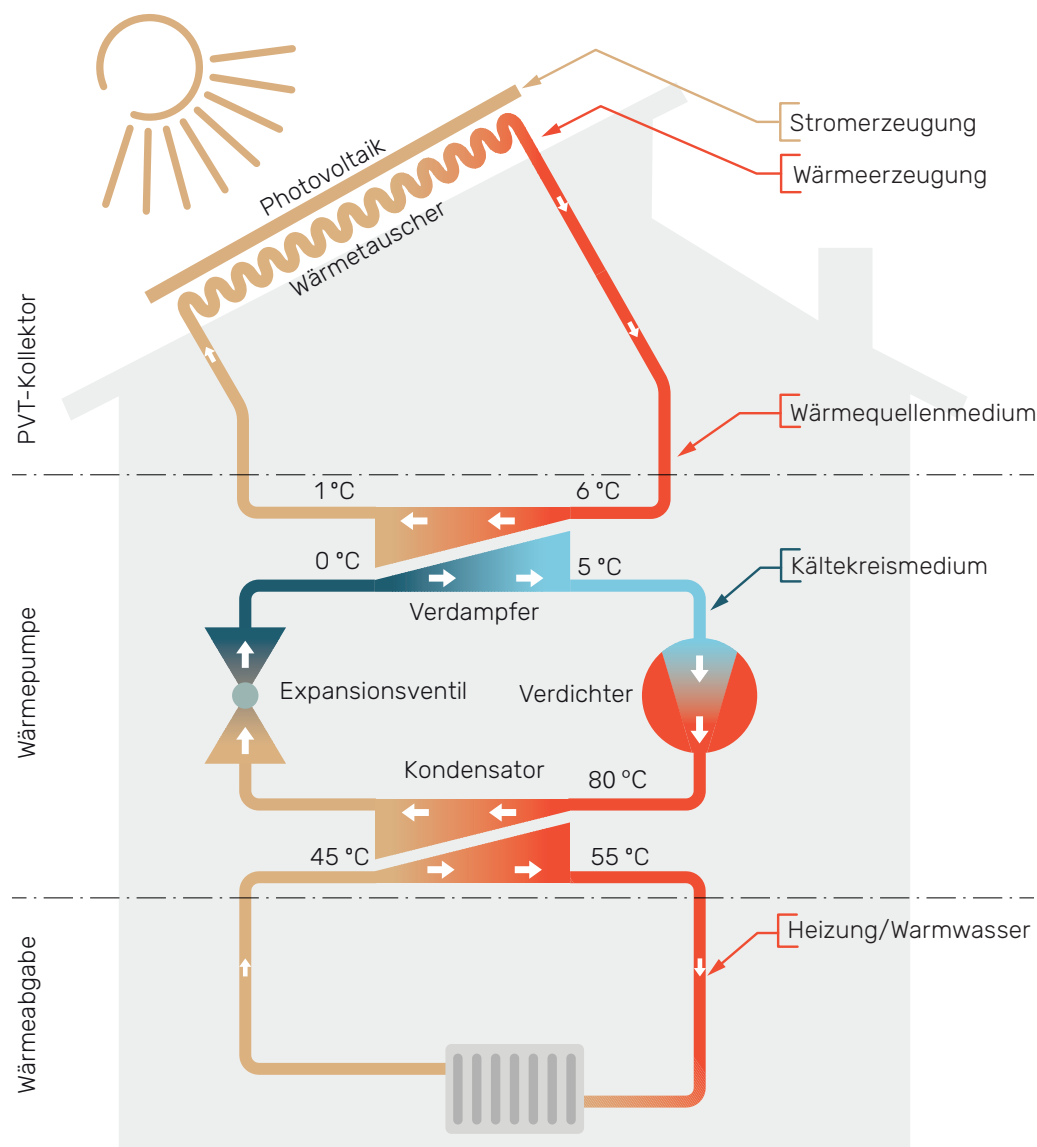 Stromerzeugung
Wärmeerzeugung
Photovoltaik
Wärmetauscher
PVT-Kollektor
Wärmequellenmedium
1 °C
6 °C
0 °C
5 °C
Kältekreismedium
Verdampfer
Wärmepumpe
Expansionsventil
Verdichter
Kondensator
80 °C
45 °C
55 °C
Heizung/Warmwasser
Wärmeabgabe